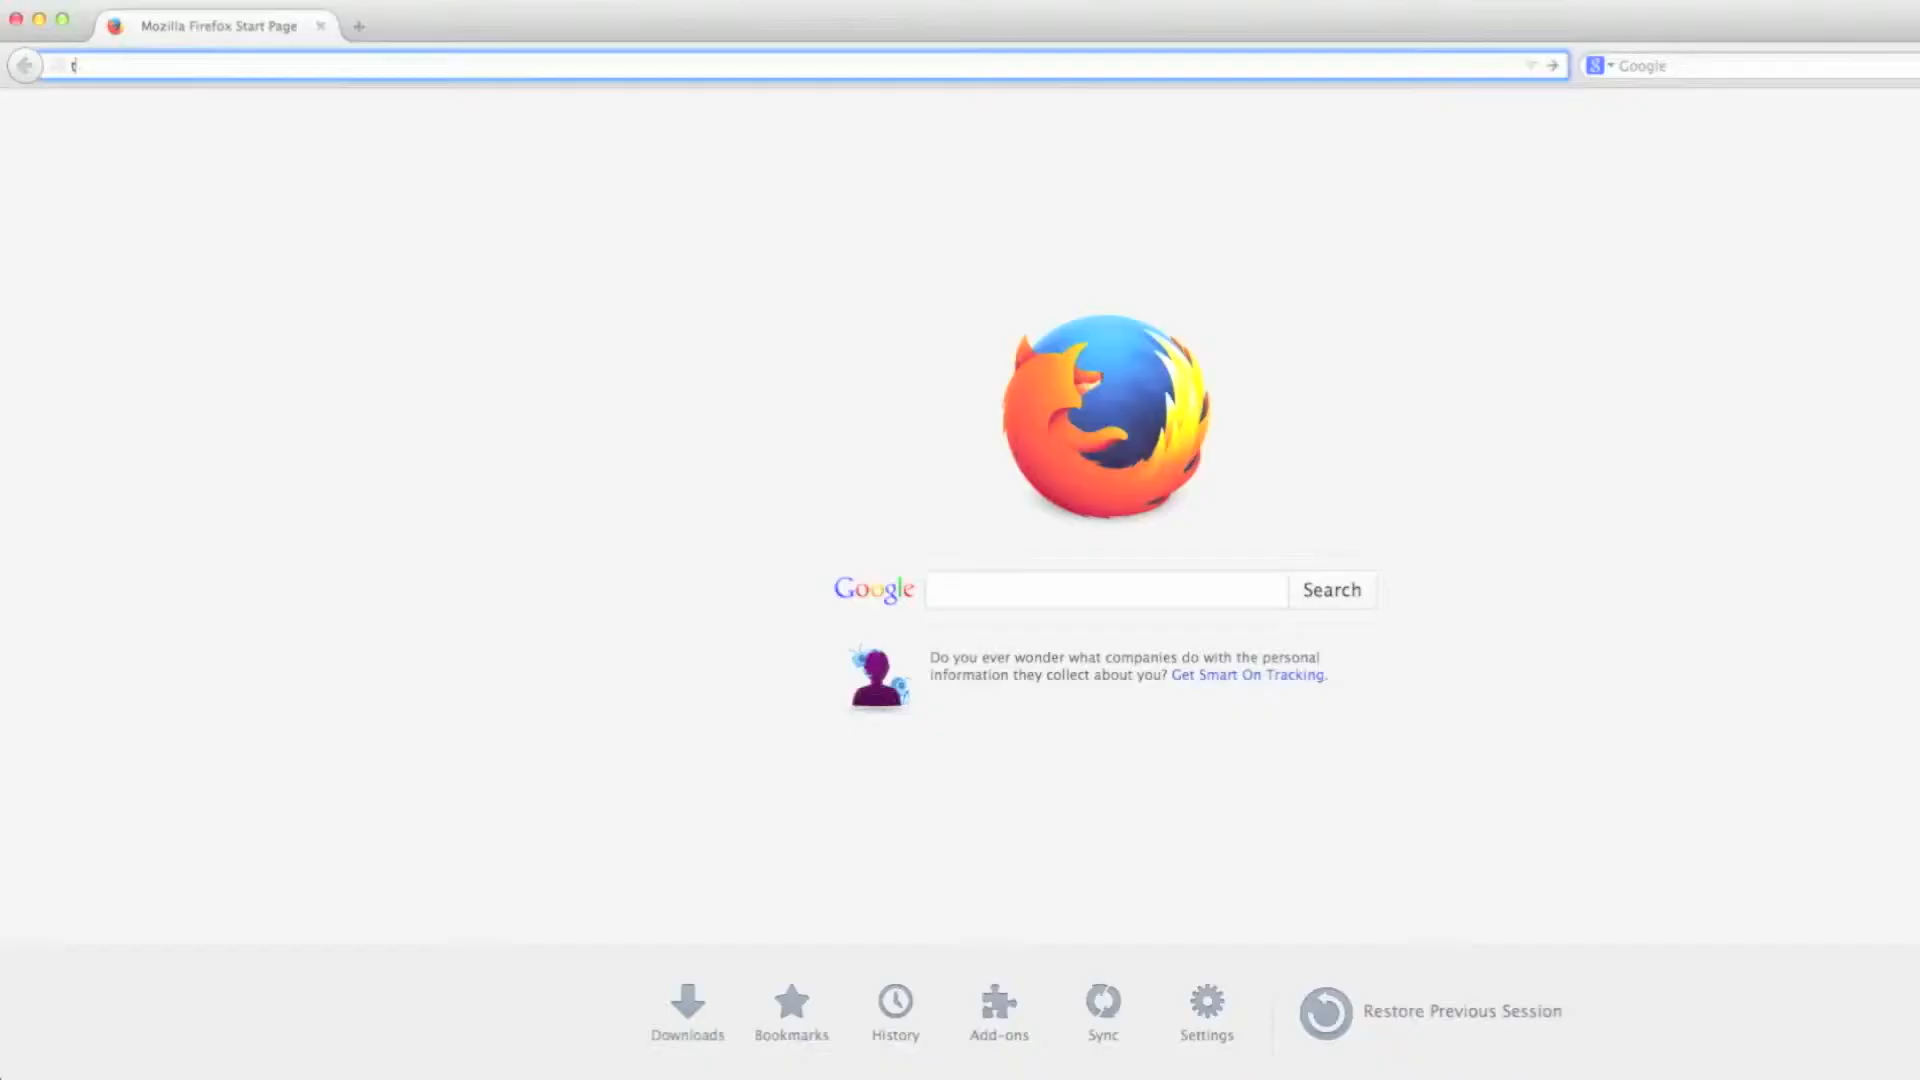 Mozilla Firefox Start Page
Google
Google
Search
Do you ever wonder what companies do with the personal
information they collect about you? Get Smart On Tracking.
Downloads
Bookmarks
History
Add-ons
Sync
Settings
Restore Previous Session